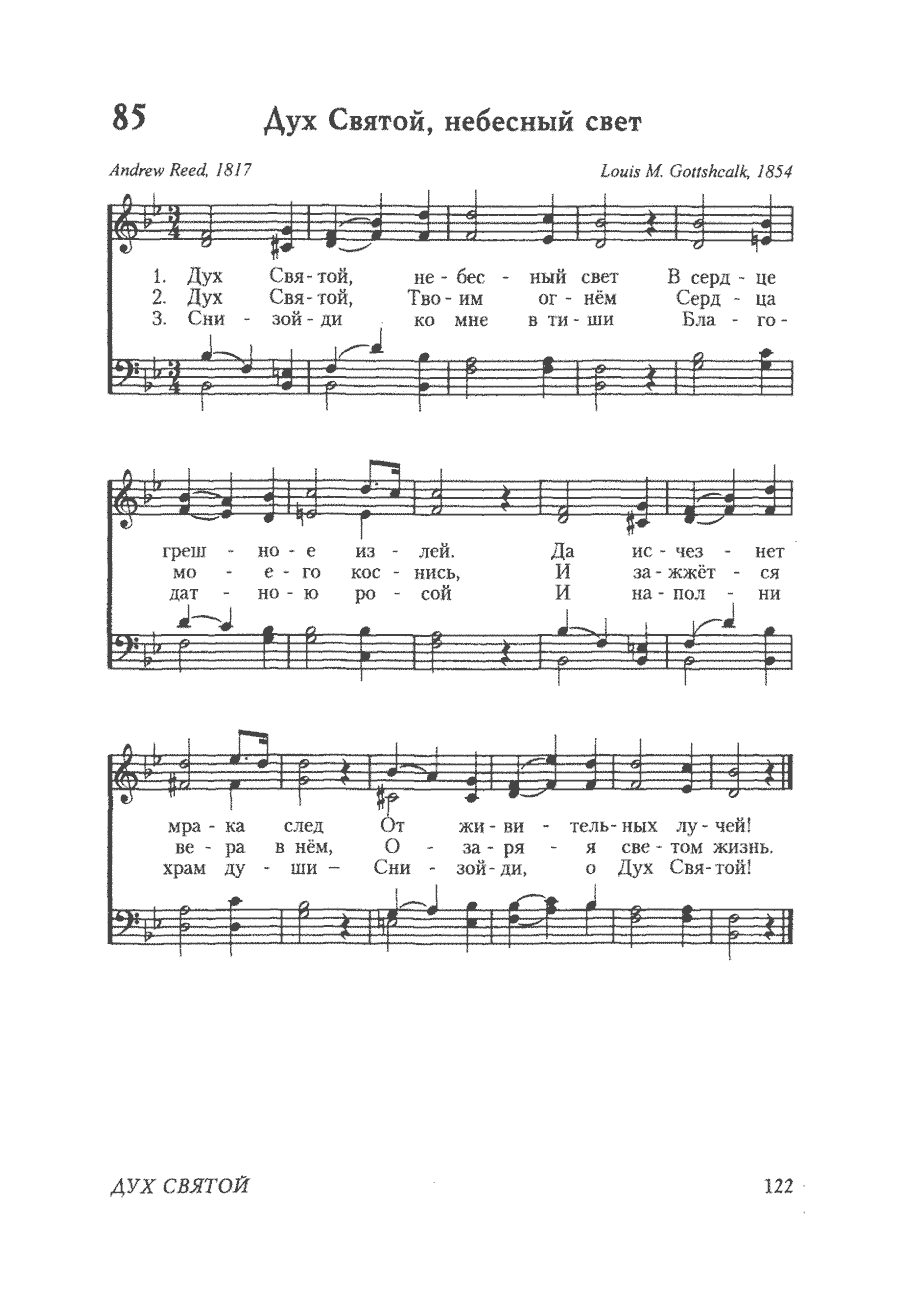 85 Дух Святой, небесный свет
Andrew Reed, 1817 Louis M. Gottshcalk, 1854
1. Дух Свя-той, не-бес - ный свет В серд - це
2. Дух Свя-той, Тво-им ог - нём Серд - ца
3. Сни - зой-ди ко мне в ти-ши Бла - го-
греш - но - е из - лей. Да ис - чез - нет
мо - е - го кос - нись, И за - жжёт - ся
дат - но - ю ро - сой И на - пол - ни
мра - ка след От жи - ви - тель-ных лу - чей!
ве - ра в нём, О - за - ря - я све - том жизнь.
храм ду - ши – Сни - зой-ди, о Дух Свя-той!
ДУХ СВЯТОЙ 122